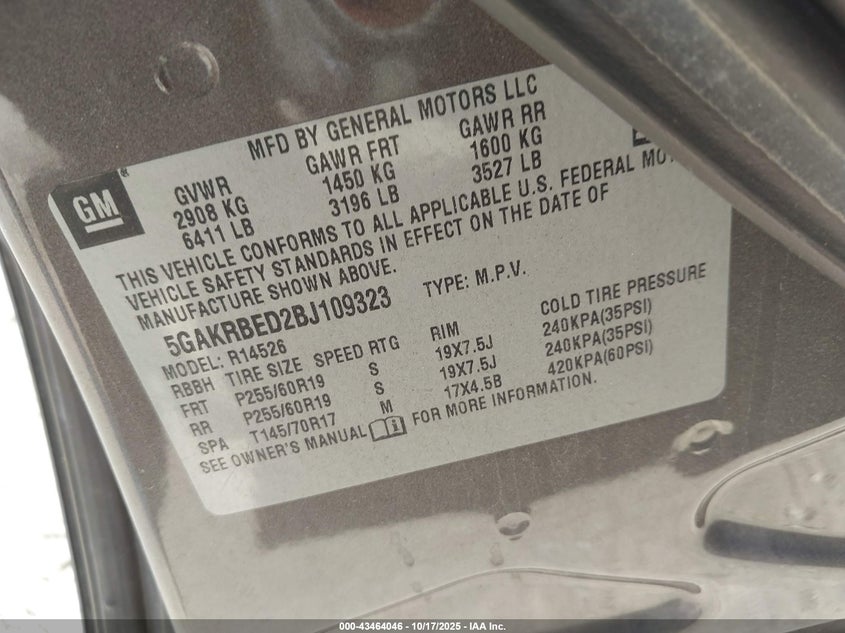 MFD BY GENERAL MOTORS LLC
GM
GVWR GAWR FRT GAWR RR
2908 KG 1450 KG 1600 KG
6411 LB 3196 LB 3527 LB
THIS VEHICLE CONFORMS TO ALL APPLICABLE U.S. FEDERAL
VEHICLE SAFETY STANDARDS IN EFFECT ON THE DATE OF
MANUFACTURE SHOWN ABOVE.
5GAKRBED2BJ109323 TYPE: M.P.V.
MODEL: R14526
RBBH TIRE SIZE SPEED RTG RIM COLD TIRE PRESSURE
FRT P255/60R19 S 19X7.5J 240KPA(35PSI)
RR P255/60R19 S 19X7.5J 240KPA(35PSI)
SPA T145/70R17 M 17X4.5B 420KPA(60PSI)
SEE OWNER'S MANUAL FOR MORE INFORMATION.
000-43464046 | 10/17/2025 - IAA Inc.